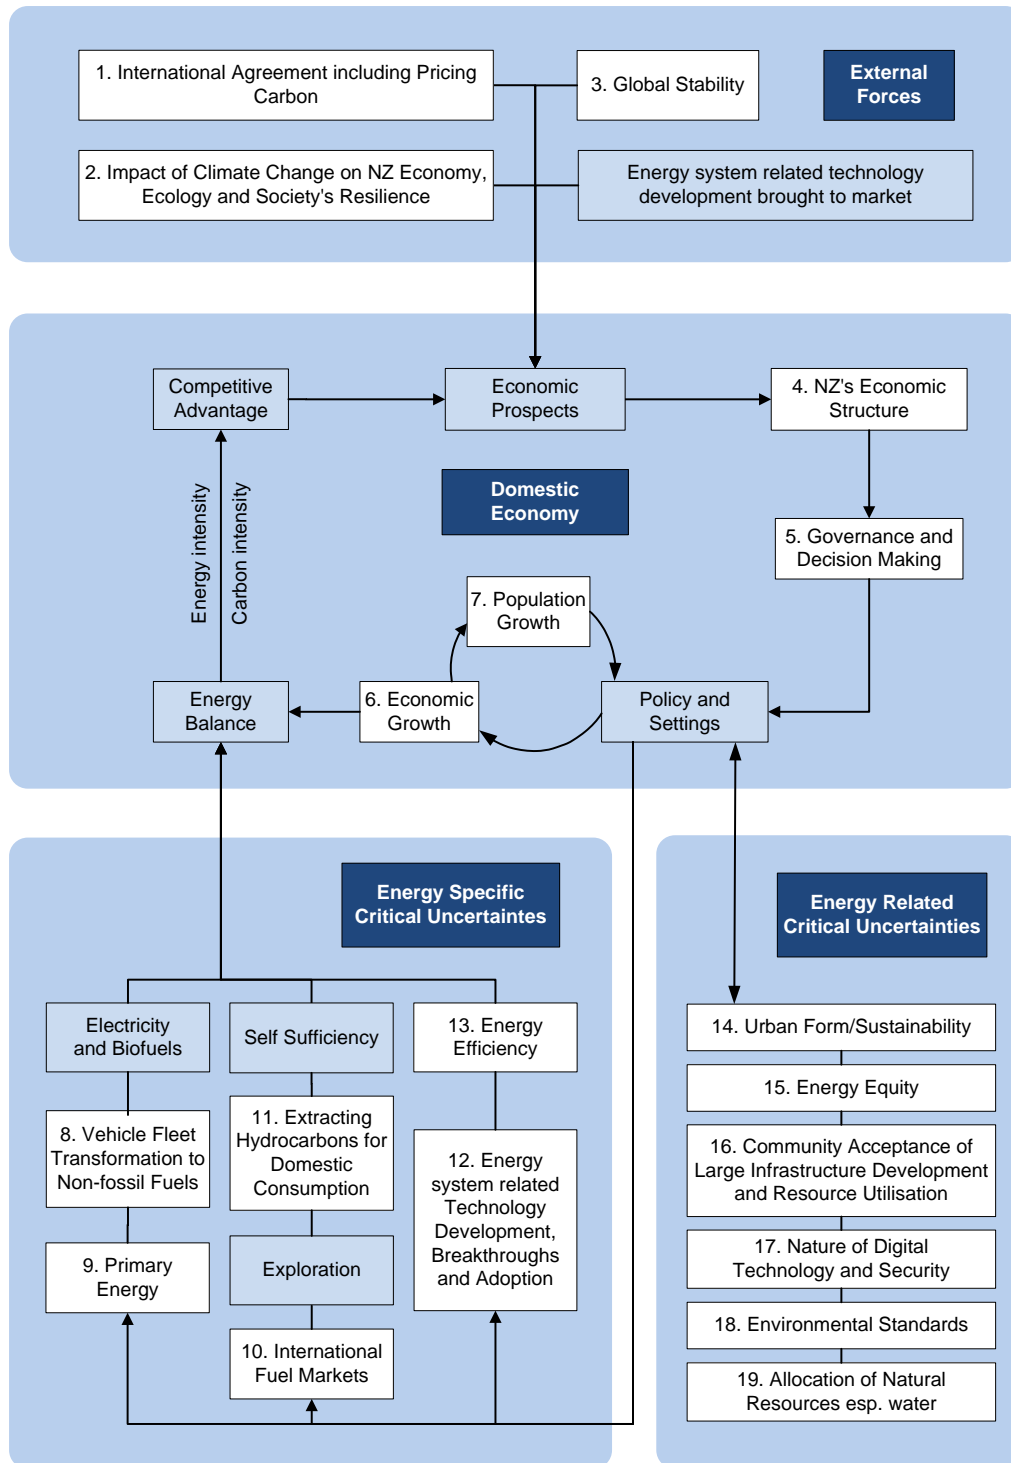 1. International Agreement including Pricing
Carbon
3. Global Stability
External
Forces
2. Impact of Climate Change on NZ Economy,
Ecology and Society's Resilience
Energy system related technology
development brought to market
Competitive
Advantage
Economic
Prospects
4. NZ's Economic
Structure
Energy intensity
Carbon intensity
Domestic
Economy
5. Governance and
Decision Making
7. Population
Growth
Energy
Balance
6. Economic
Growth
Policy and
Settings
Energy Specific
Critical Uncertaintes
Electricity
and Biofuels
Self Sufficiency
13. Energy
Efficiency
8. Vehicle Fleet
Transformation to
Non-fossil Fuels
11. Extracting
Hydrocarbons for
Domestic
Consumption
12. Energy
system related
Technology
Development,
Breakthroughs
and Adoption
9. Primary
Energy
Exploration
10. International
Fuel Markets
Energy Related
Critical Uncertainties
14. Urban Form/Sustainability
15. Energy Equity
16. Community Acceptance of
Large Infrastructure Development
and Resource Utilisation
17. Nature of Digital
Technology and Security
18. Environmental Standards
19. Allocation of Natural
Resources esp. water